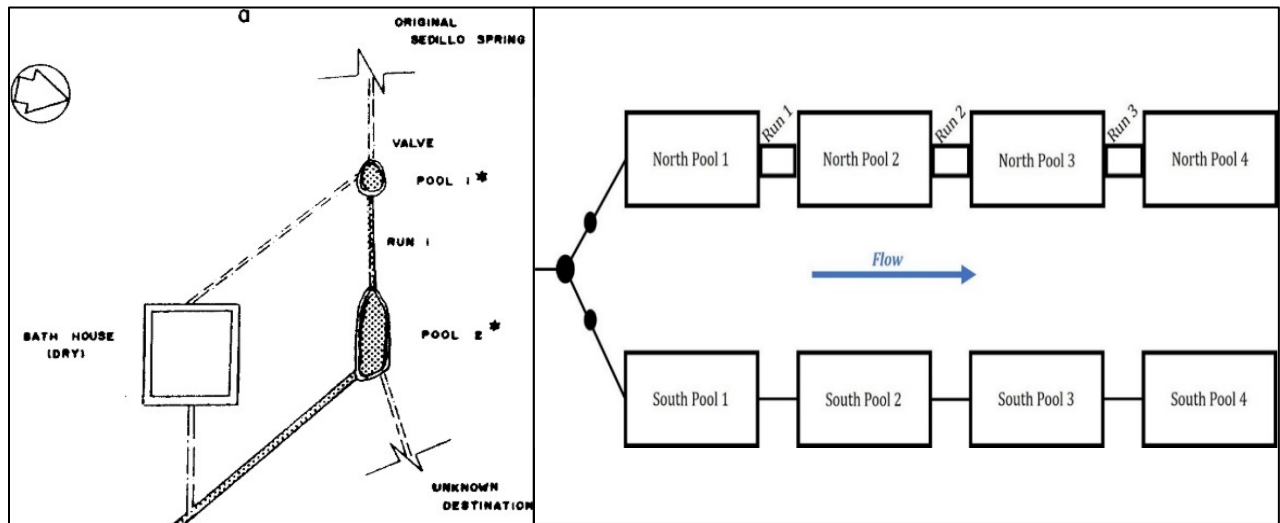 a
ORIGINAL
SEDILLO SPRING
VALVE
POOL 1*
RUN 1
BATH HOUSE
(DRY)
POOL 2*
UNKNOWN
DESTINATION
North Pool 1
Run 1
North Pool 2
Run 2
North Pool 3
Run 3
North Pool 4
Flow
South Pool 1
South Pool 2
South Pool 3
South Pool 4